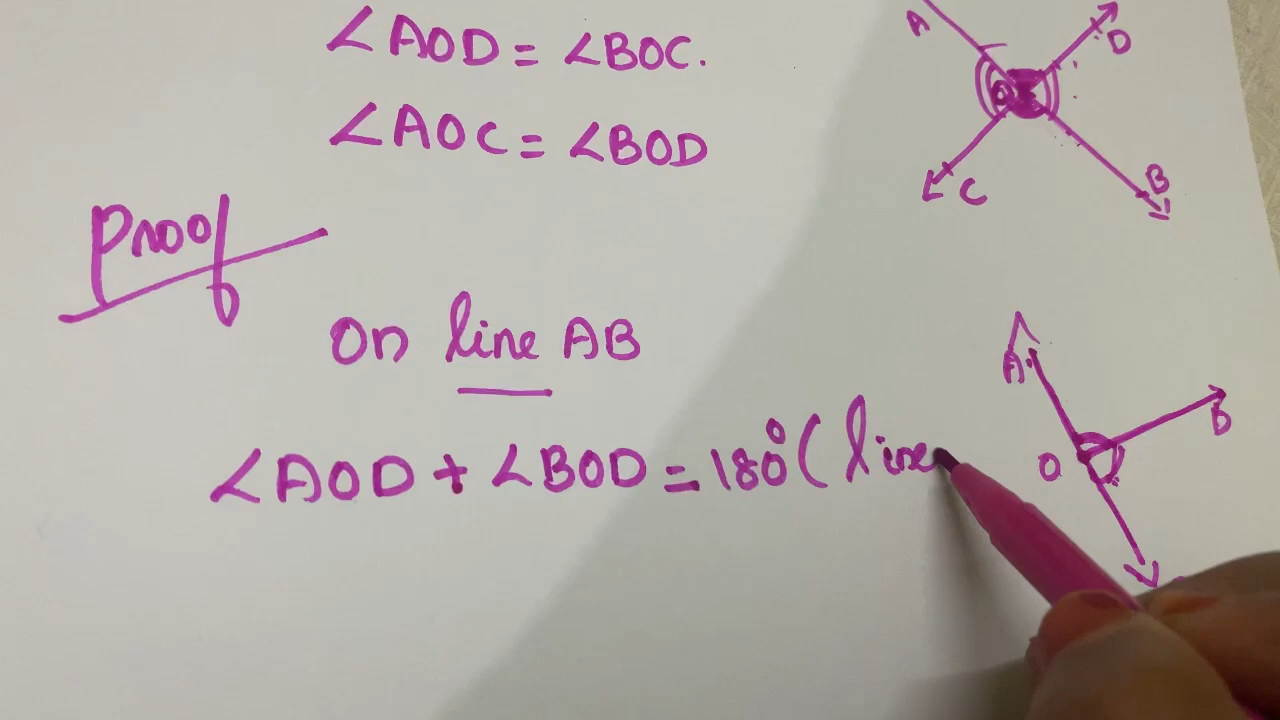 ∠AOD = ∠BOC.
∠AOC = ∠BOD
Proof
On line AB
∠AOD + ∠BOD = 180° ( line
A
D
O
C
B
A
D
O